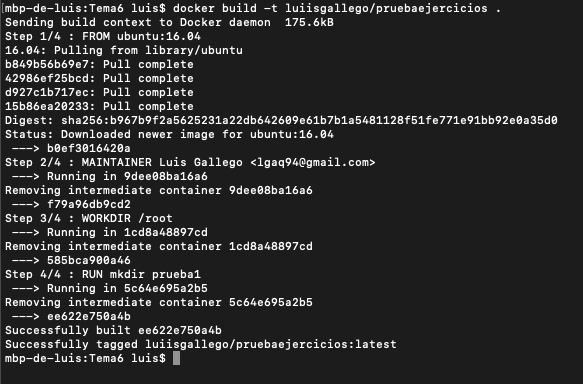 [mbp-de-luis:Tema6 luis$ docker build -t luiisgallego/pruebaejercicios .
Sending build context to Docker daemon  175.6kB
Step 1/4 : FROM ubuntu:16.04
16.04: Pulling from library/ubuntu
b849b56b69e7: Pull complete
42986ef25bcd: Pull complete
d927c1b717ec: Pull complete
15b86ea20233: Pull complete
Digest: sha256:b967b9f2a5625231a22db642609e61b7b1a5481128f51fe771e91bb92e0a35d0
Status: Downloaded newer image for ubuntu:16.04
 ---> b0ef3016420a
Step 2/4 : MAINTAINER Luis Gallego <lgaq94@gmail.com>
 ---> Running in 9dee08ba16a6
Removing intermediate container 9dee08ba16a6
 ---> f79a96db9cd2
Step 3/4 : WORKDIR /root
 ---> Running in 1cd8a48897cd
Removing intermediate container 1cd8a48897cd
 ---> 585bca900a46
Step 4/4 : RUN mkdir prueba1
 ---> Running in 5c64e695a2b5
Removing intermediate container 5c64e695a2b5
 ---> ee622e750a4b
Successfully built ee622e750a4b
Successfully tagged luiisgallego/pruebaejercicios:latest
mbp-de-luis:Tema6 luis$